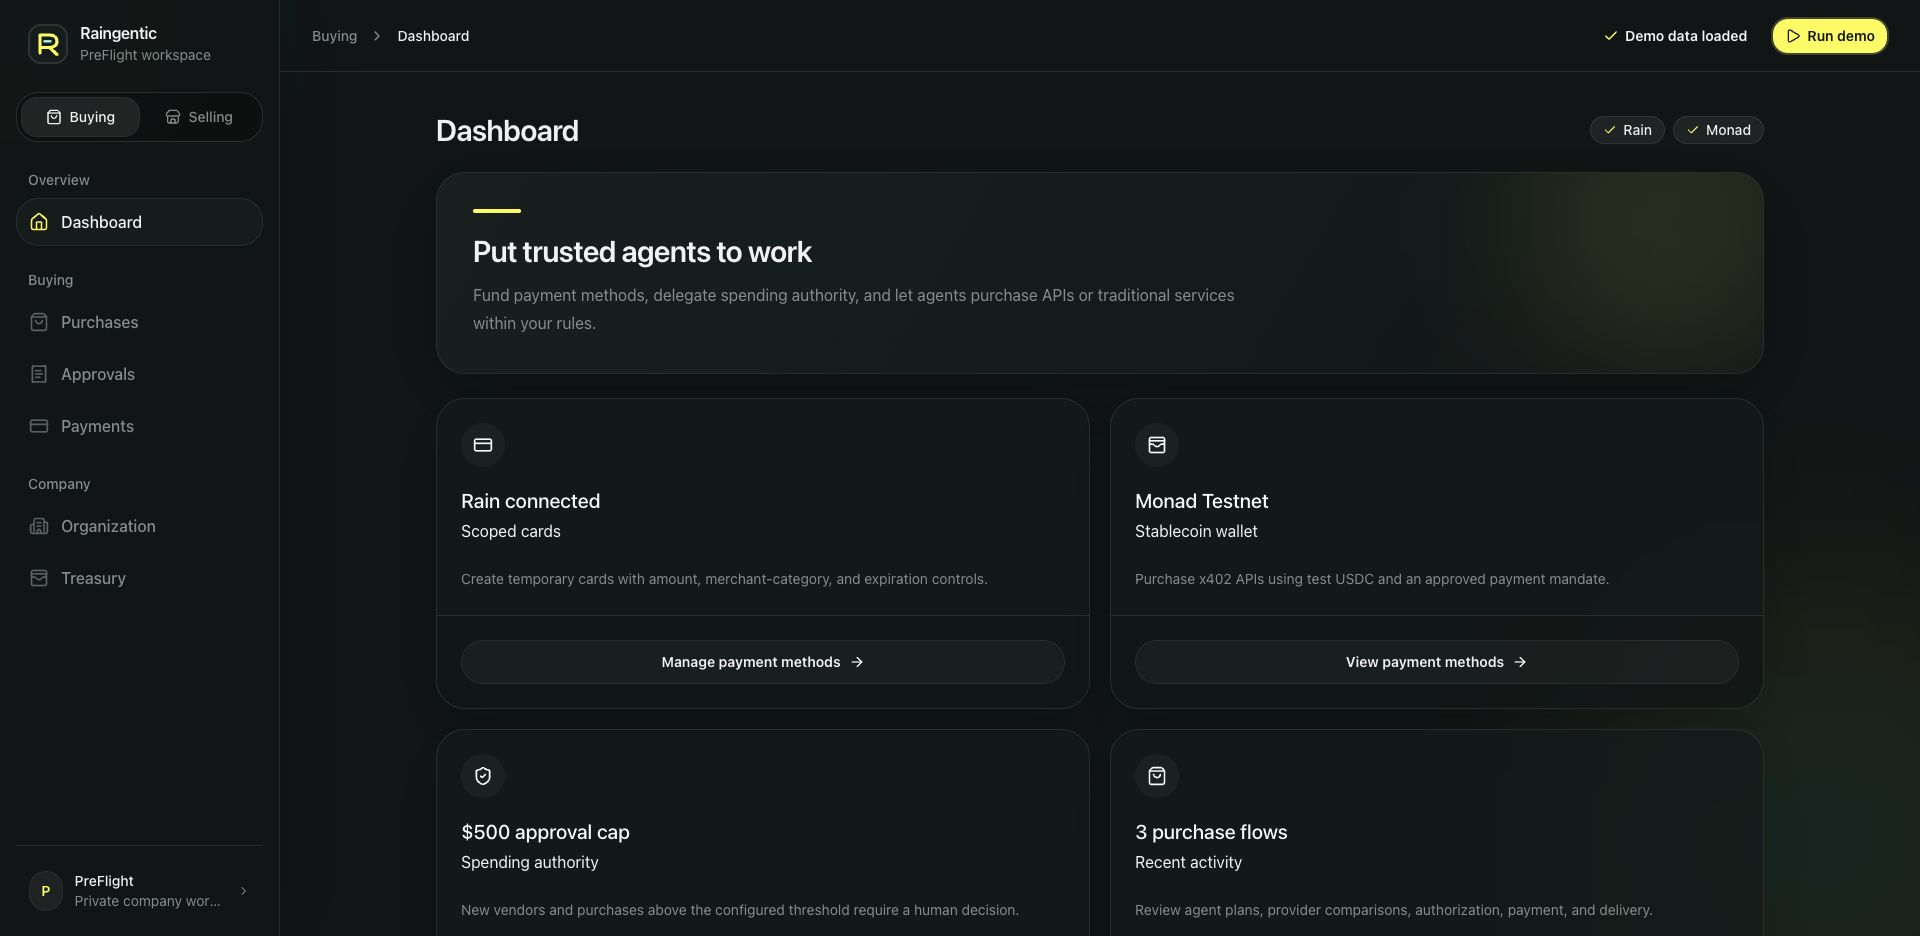 Raingentic
PreFlight workspace
Buying
Selling
Overview
Dashboard
Buying
Purchases
Approvals
Payments
Company
Organization
Treasury
P
PreFlight
Private company wor...
Buying > Dashboard
Demo data loaded
Run demo
Dashboard
Rain
Monad
Put trusted agents to work
Fund payment methods, delegate spending authority, and let agents purchase APIs or traditional services
within your rules.
Rain connected
Scoped cards
Create temporary cards with amount, merchant-category, and expiration controls.
Manage payment methods →
Monad Testnet
Stablecoin wallet
Purchase x402 APIs using test USDC and an approved payment mandate.
View payment methods →
$500 approval cap
Spending authority
New vendors and purchases above the configured threshold require a human decision.
3 purchase flows
Recent activity
Review agent plans, provider comparisons, authorization, payment, and delivery.